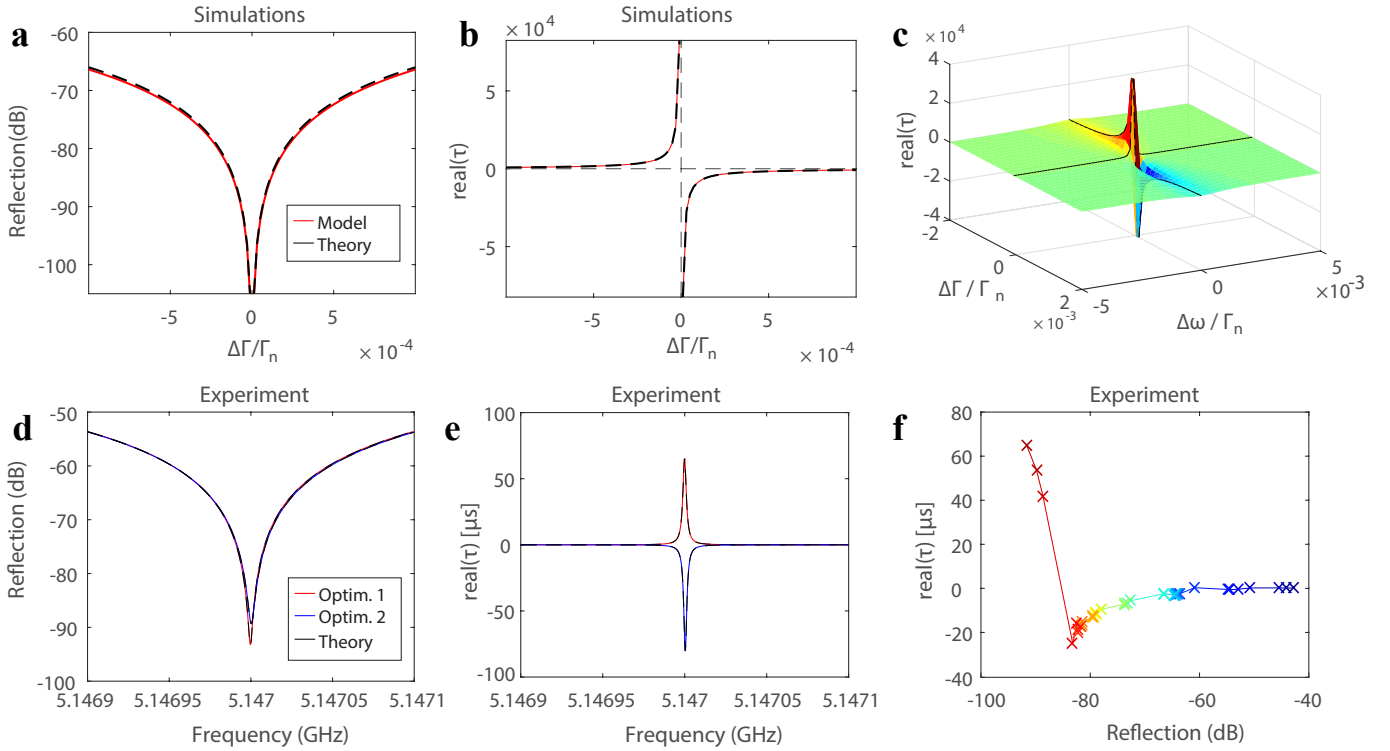 a
Simulations
-60
-70
-80
-90
-100
Reflection(dB)
Model
Theory
-5
0
5
ΔΓ/Γn
× 10-4
b
Simulations
× 104
5
0
-5
real(τ)
-5
0
5
ΔΓ/Γn
× 10-4
c
× 104
4
2
0
-2
-4
real(τ)
-2
0
2
× 10-3
ΔΓ / Γn
-5
0
5
×10-3
Δω / Γn
d
Experiment
-50
-60
-70
-80
-90
-100
Reflection (dB)
Optim. 1
Optim. 2
Theory
5.1469
5.14695
5.147
5.14705
5.1471
Frequency (GHz)
e
Experiment
100
50
0
-50
-100
real(τ) [μs]
5.1469
5.14695
5.147
5.14705
5.1471
Frequency (GHz)
f
Experiment
80
60
40
20
0
-20
-40
real(τ) [μs]
-100
-80
-60
-40
Reflection (dB)